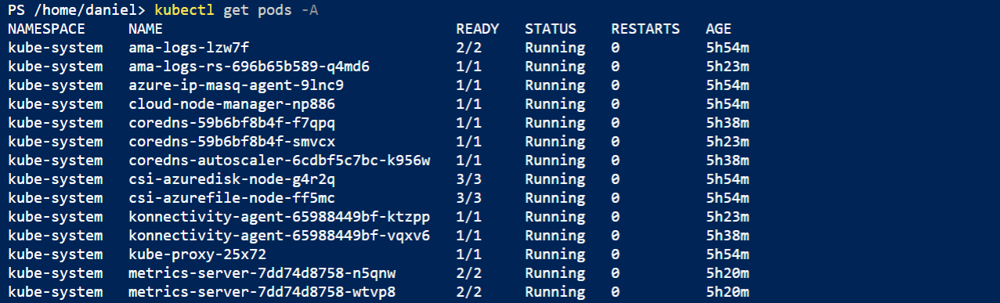 PS /home/daniel> kubectl get pods -A
NAMESPACE NAME READY STATUS RESTARTS AGE
kube-system ama-logs-lzw7f 2/2 Running 0 5h54m
kube-system ama-logs-rs-696b65b589-q4md6 1/1 Running 0 5h23m
kube-system azure-ip-masq-agent-9lnc9 1/1 Running 0 5h54m
kube-system cloud-node-manager-np886 1/1 Running 0 5h54m
kube-system coredns-59b6bf8b4f-f7qpq 1/1 Running 0 5h38m
kube-system coredns-59b6bf8b4f-smvcx 1/1 Running 0 5h23m
kube-system coredns-autoscaler-6cdbf5c7bc-k956w 1/1 Running 0 5h38m
kube-system csi-azuredisk-node-g4r2q 3/3 Running 0 5h54m
kube-system csi-azurefile-node-ff5mc 3/3 Running 0 5h54m
kube-system konnectivity-agent-65988449bf-ktzpp 1/1 Running 0 5h23m
kube-system konnectivity-agent-65988449bf-vqxv6 1/1 Running 0 5h38m
kube-system kube-proxy-25x72 1/1 Running 0 5h54m
kube-system metrics-server-7dd74d8758-n5qnw 2/2 Running 0 5h20m
kube-system metrics-server-7dd74d8758-wtvp8 2/2 Running 0 5h20m